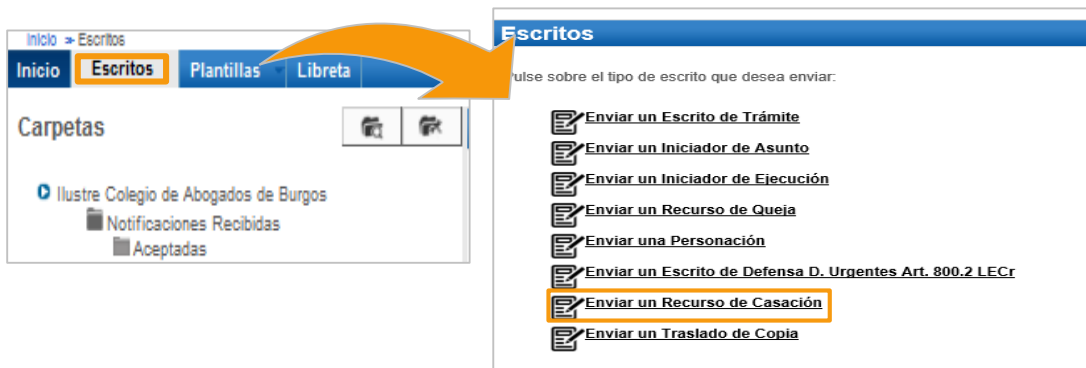 Inicio Escritos
Inicio Escritos Plantillas Libreta
Carpetas
Ilustre Colegio de Abogados de Burgos
Notificaciones Recibidas
Aceptadas
Escritos
Pulse sobre el tipo de escrito que desea enviar:
Enviar un Escrito de Trámite
Enviar un Iniciador de Asunto
Enviar un Iniciador de Ejecución
Enviar un Recurso de Queja
Enviar una Personación
Enviar un Escrito de Defensa D. Urgentes Art. 800.2 LECr
Enviar un Recurso de Casación
Enviar un Traslado de Copia